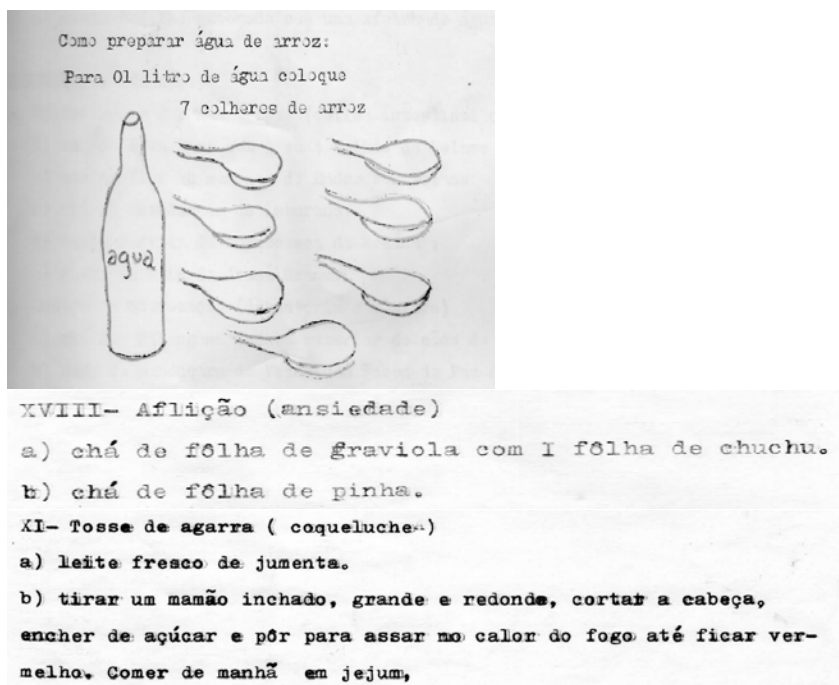 Como preparar água de arroz:
Para 01 litro de água coloque
7 colheres de arroz
agua
XVIII- Aflição (ansiedade)
a) chá de fôlha de graviola com I fôlha de chuchu.
b) chá de fôlha de pinha.
XI- Tosse de agarra ( coqueluche )
a) leite fresco de jumenta.
b) tirar um mamão inchado, grande e redondo, cortar a cabeça,
encher de açúcar e pôr para assar no calor do fogo até ficar ver-
melho. Comer de manhã em jejum,